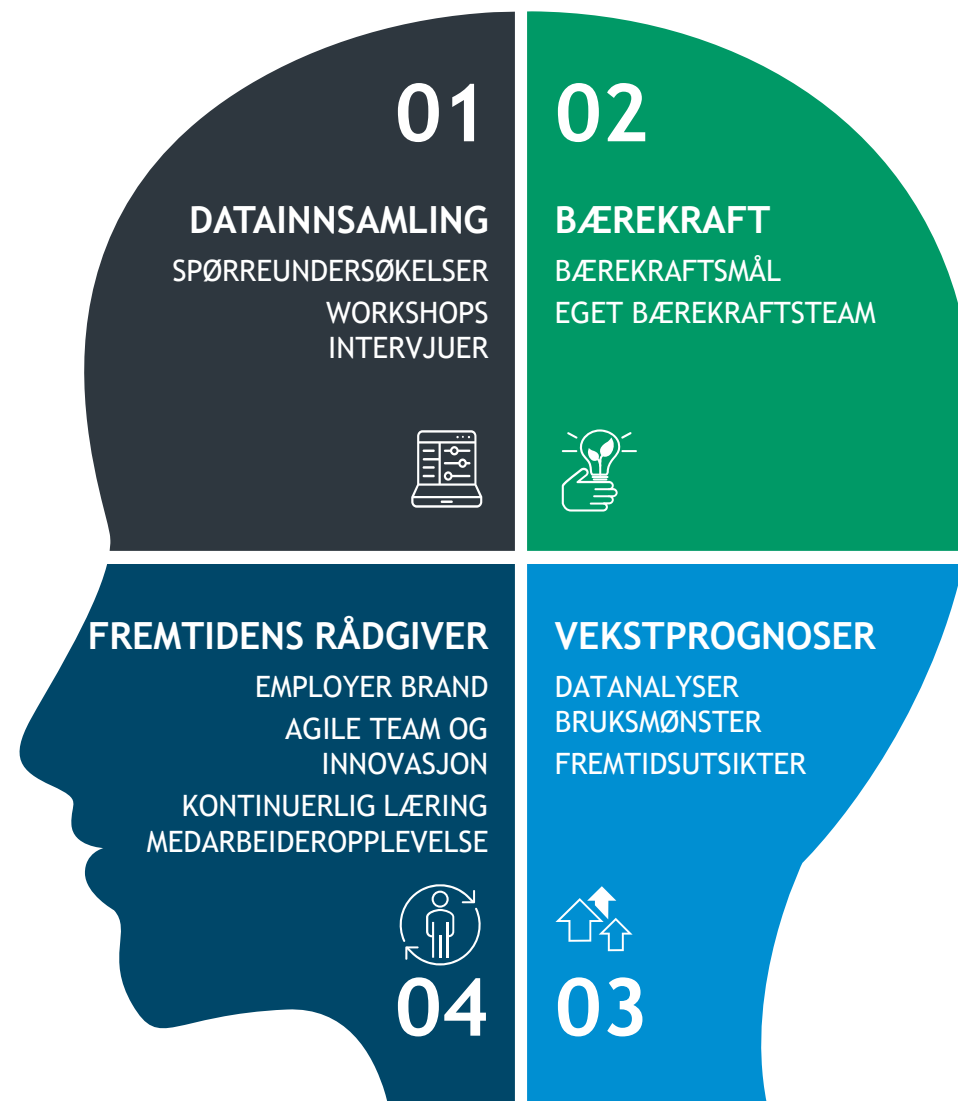 01
DATAINNSAMLING
SPØRREUNDERSØKELSER
WORKSHOPS
INTERVJUER
02
BÆREKRAFT
BÆREKRAFTSMÅL
EGET BÆREKRAFTSTEAM
VEKSTPROGNOSER
DATANALYSER
BRUKSMØNSTER
FREMTIDSUTSIKTER
03
FREMTIDENS RÅDGIVER
EMPLOYER BRAND
AGILE TEAM OG
INNOVASJON
KONTINUERLIG LÆRING
MEDARBEIDEROPPLEVELSE
04